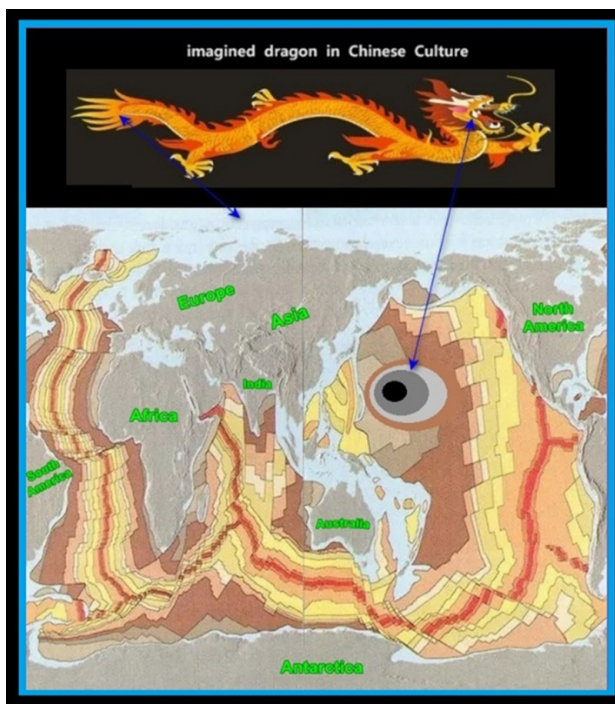 imagined dragon in Chinese Culture
Europe
Asia
North
America
India
Africa
South
America
Australia
Antarctica